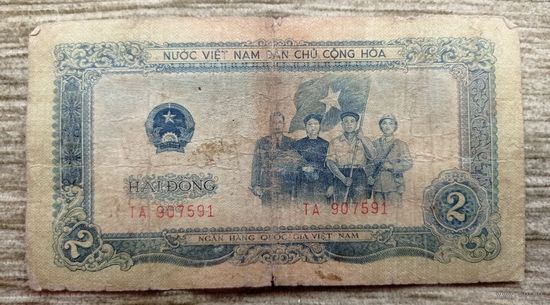 NƯỚC VIỆT NAM DÂN CHỦ CỘNG HÒA
HAI ĐỒNG
TA 907591 TA 907591
2 2
NGÂN HÀNG QUỐC GIA VIỆT NAM